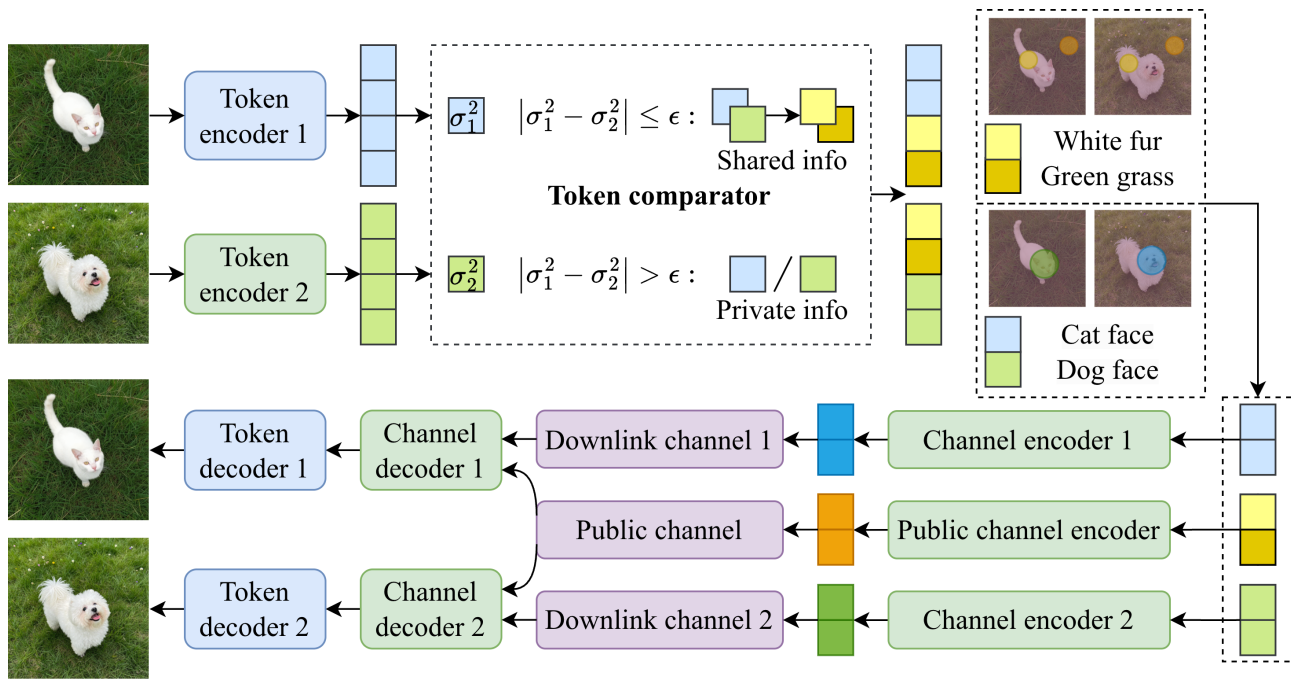 Token
encoder 1
σ₁²
|σ₁² − σ₂²| ≤ ϵ :
Shared info
Token comparator
Token
encoder 2
σ₂²
|σ₁² − σ₂²| > ϵ :
/
Private info
White fur
Green grass
Cat face
Dog face
Token
decoder 1
Channel
decoder 1
Downlink channel 1
Channel encoder 1
Public channel
Public channel encoder
Token
decoder 2
Channel
decoder 2
Downlink channel 2
Channel encoder 2